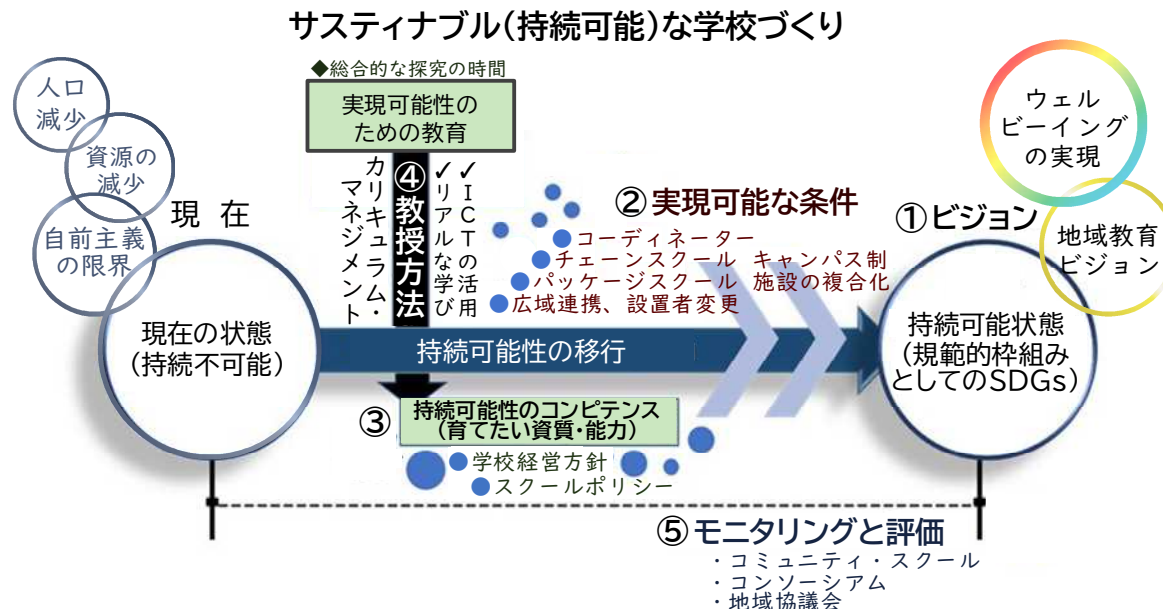 サスティナブル(持続可能)な学校づくり
人口
減少
資源の
減少
自前主義
の限界
現 在
現在の状態
(持続不可能)
◆総合的な探究の時間
実現可能性の
ための教育
カリキュラム・
マネジメント
④教授方法
✓リアルな学び
✓ICTの活用
②実現可能な条件
コーディネーター
チェーンスクール キャンパス制
パッケージスクール 施設の複合化
広域連携、設置者変更
①ビジョン
ウェル
ビーイング
の実現
地域教育
ビジョン
持続可能性の移行
持続可能状態
(規範的枠組み
としてのSDGs)
③
持続可能性のコンピテンス
(育てたい資質・能力)
学校経営方針
スクールポリシー
⑤モニタリングと評価
・コミュニティ・スクール
・コンソーシアム
・地域協議会